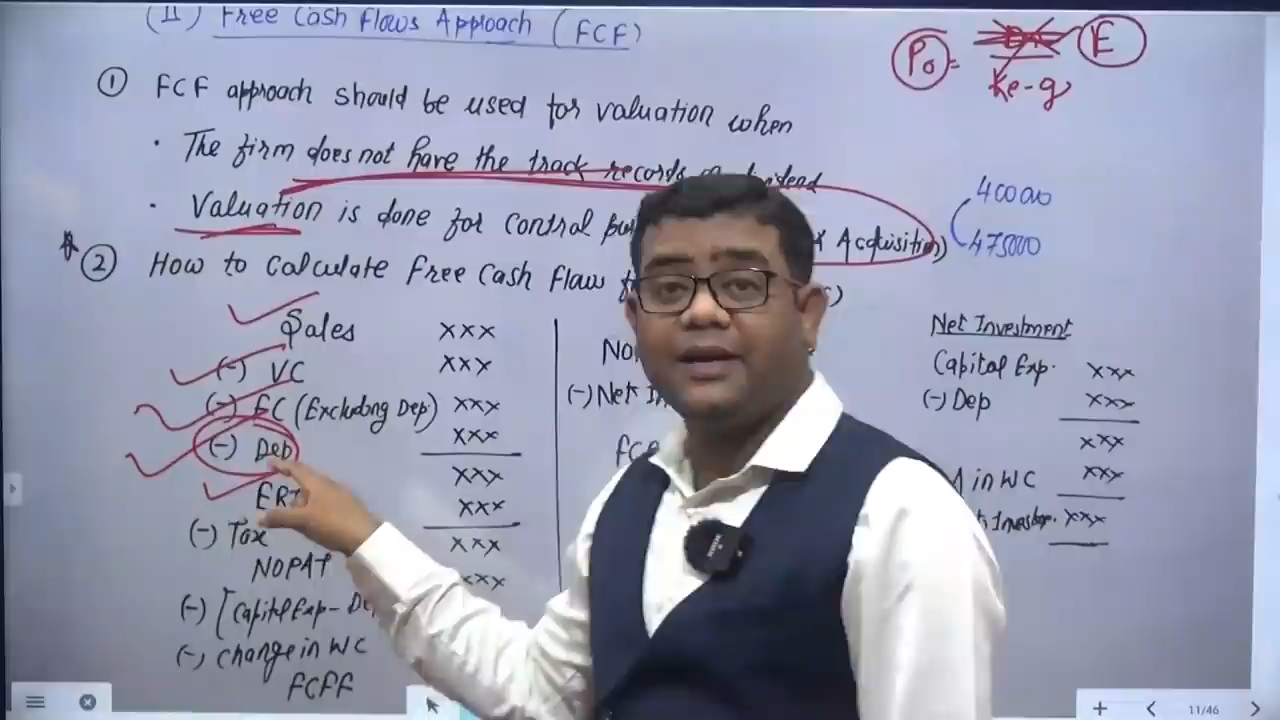 (II) Free Cash Flows Approach (FCF)
P₀ = E
Ke-g
① FCF approach should be used for valuation when
• The firm does not have the track records dividend
• Valuation is done for Control Acquisition)
400000
475000
② How to Calculate Free Cash Flow
Sales xxx
(-) VC xxx
(-) FC (Excluding Dep) xxx
(-) Dep xxx
xxx
EBIT xxx
(-) Tax xxx
NOPAT xxx
(-) [Capital Exp - De
(-) Change in WC
FCFF
(-) Net
Net Investment
Capital Exp. xxx
(-) Dep xxx
xxx
in WC xxx
xxx
11/46